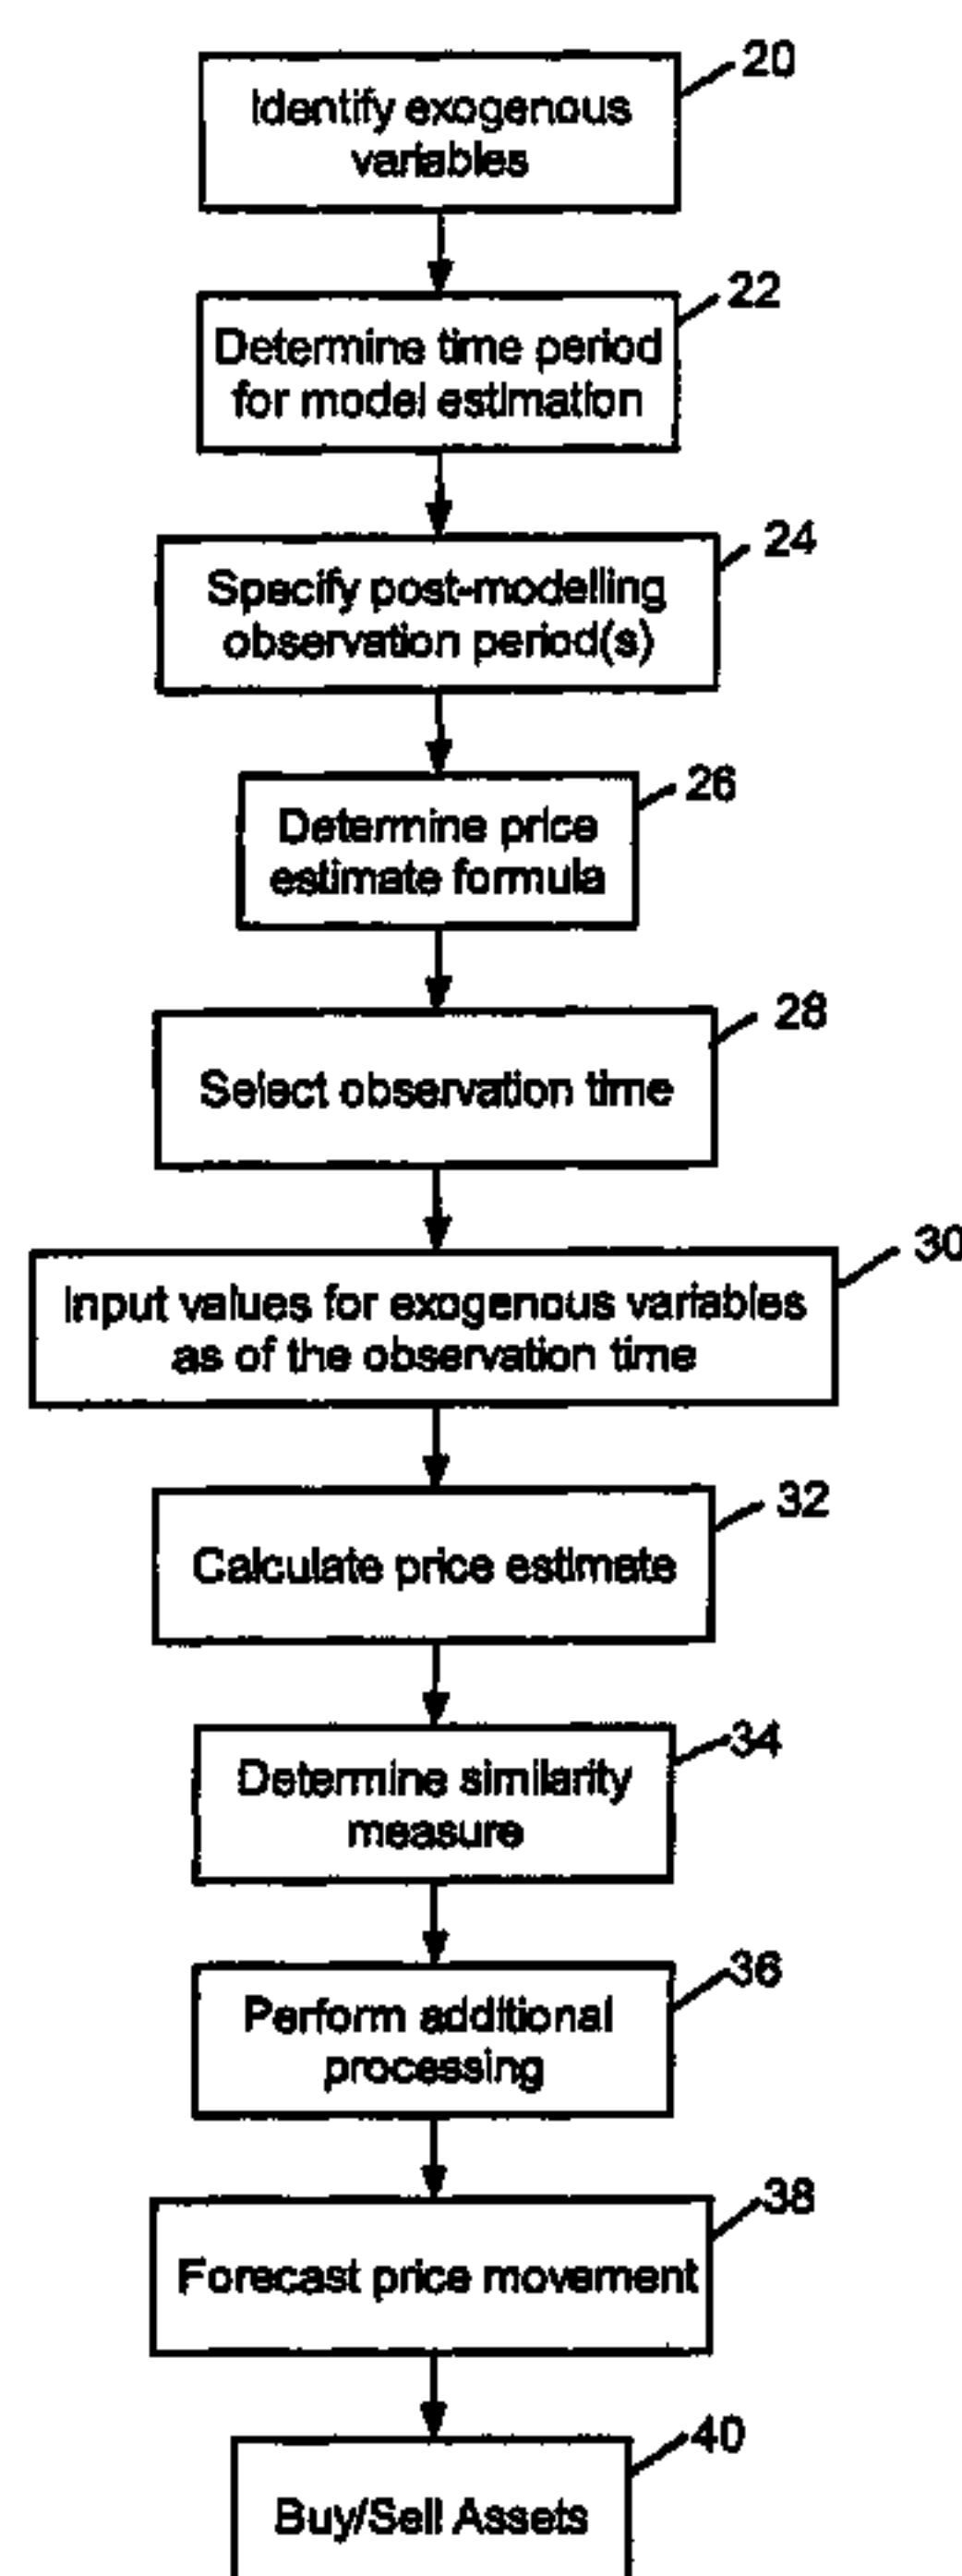 20
Identify exogenous
variables
22
Determine time period
for model estimation
24
Specify post-modelling
observation period(s)
26
Determine price
estimate formula
28
Select observation time
30
Input values for exogenous variables
as of the observation time
32
Calculate price estimate
34
Determine similarity
measure
36
Perform additional
processing
38
Forecast price movement
40
Buy/Sell Assets